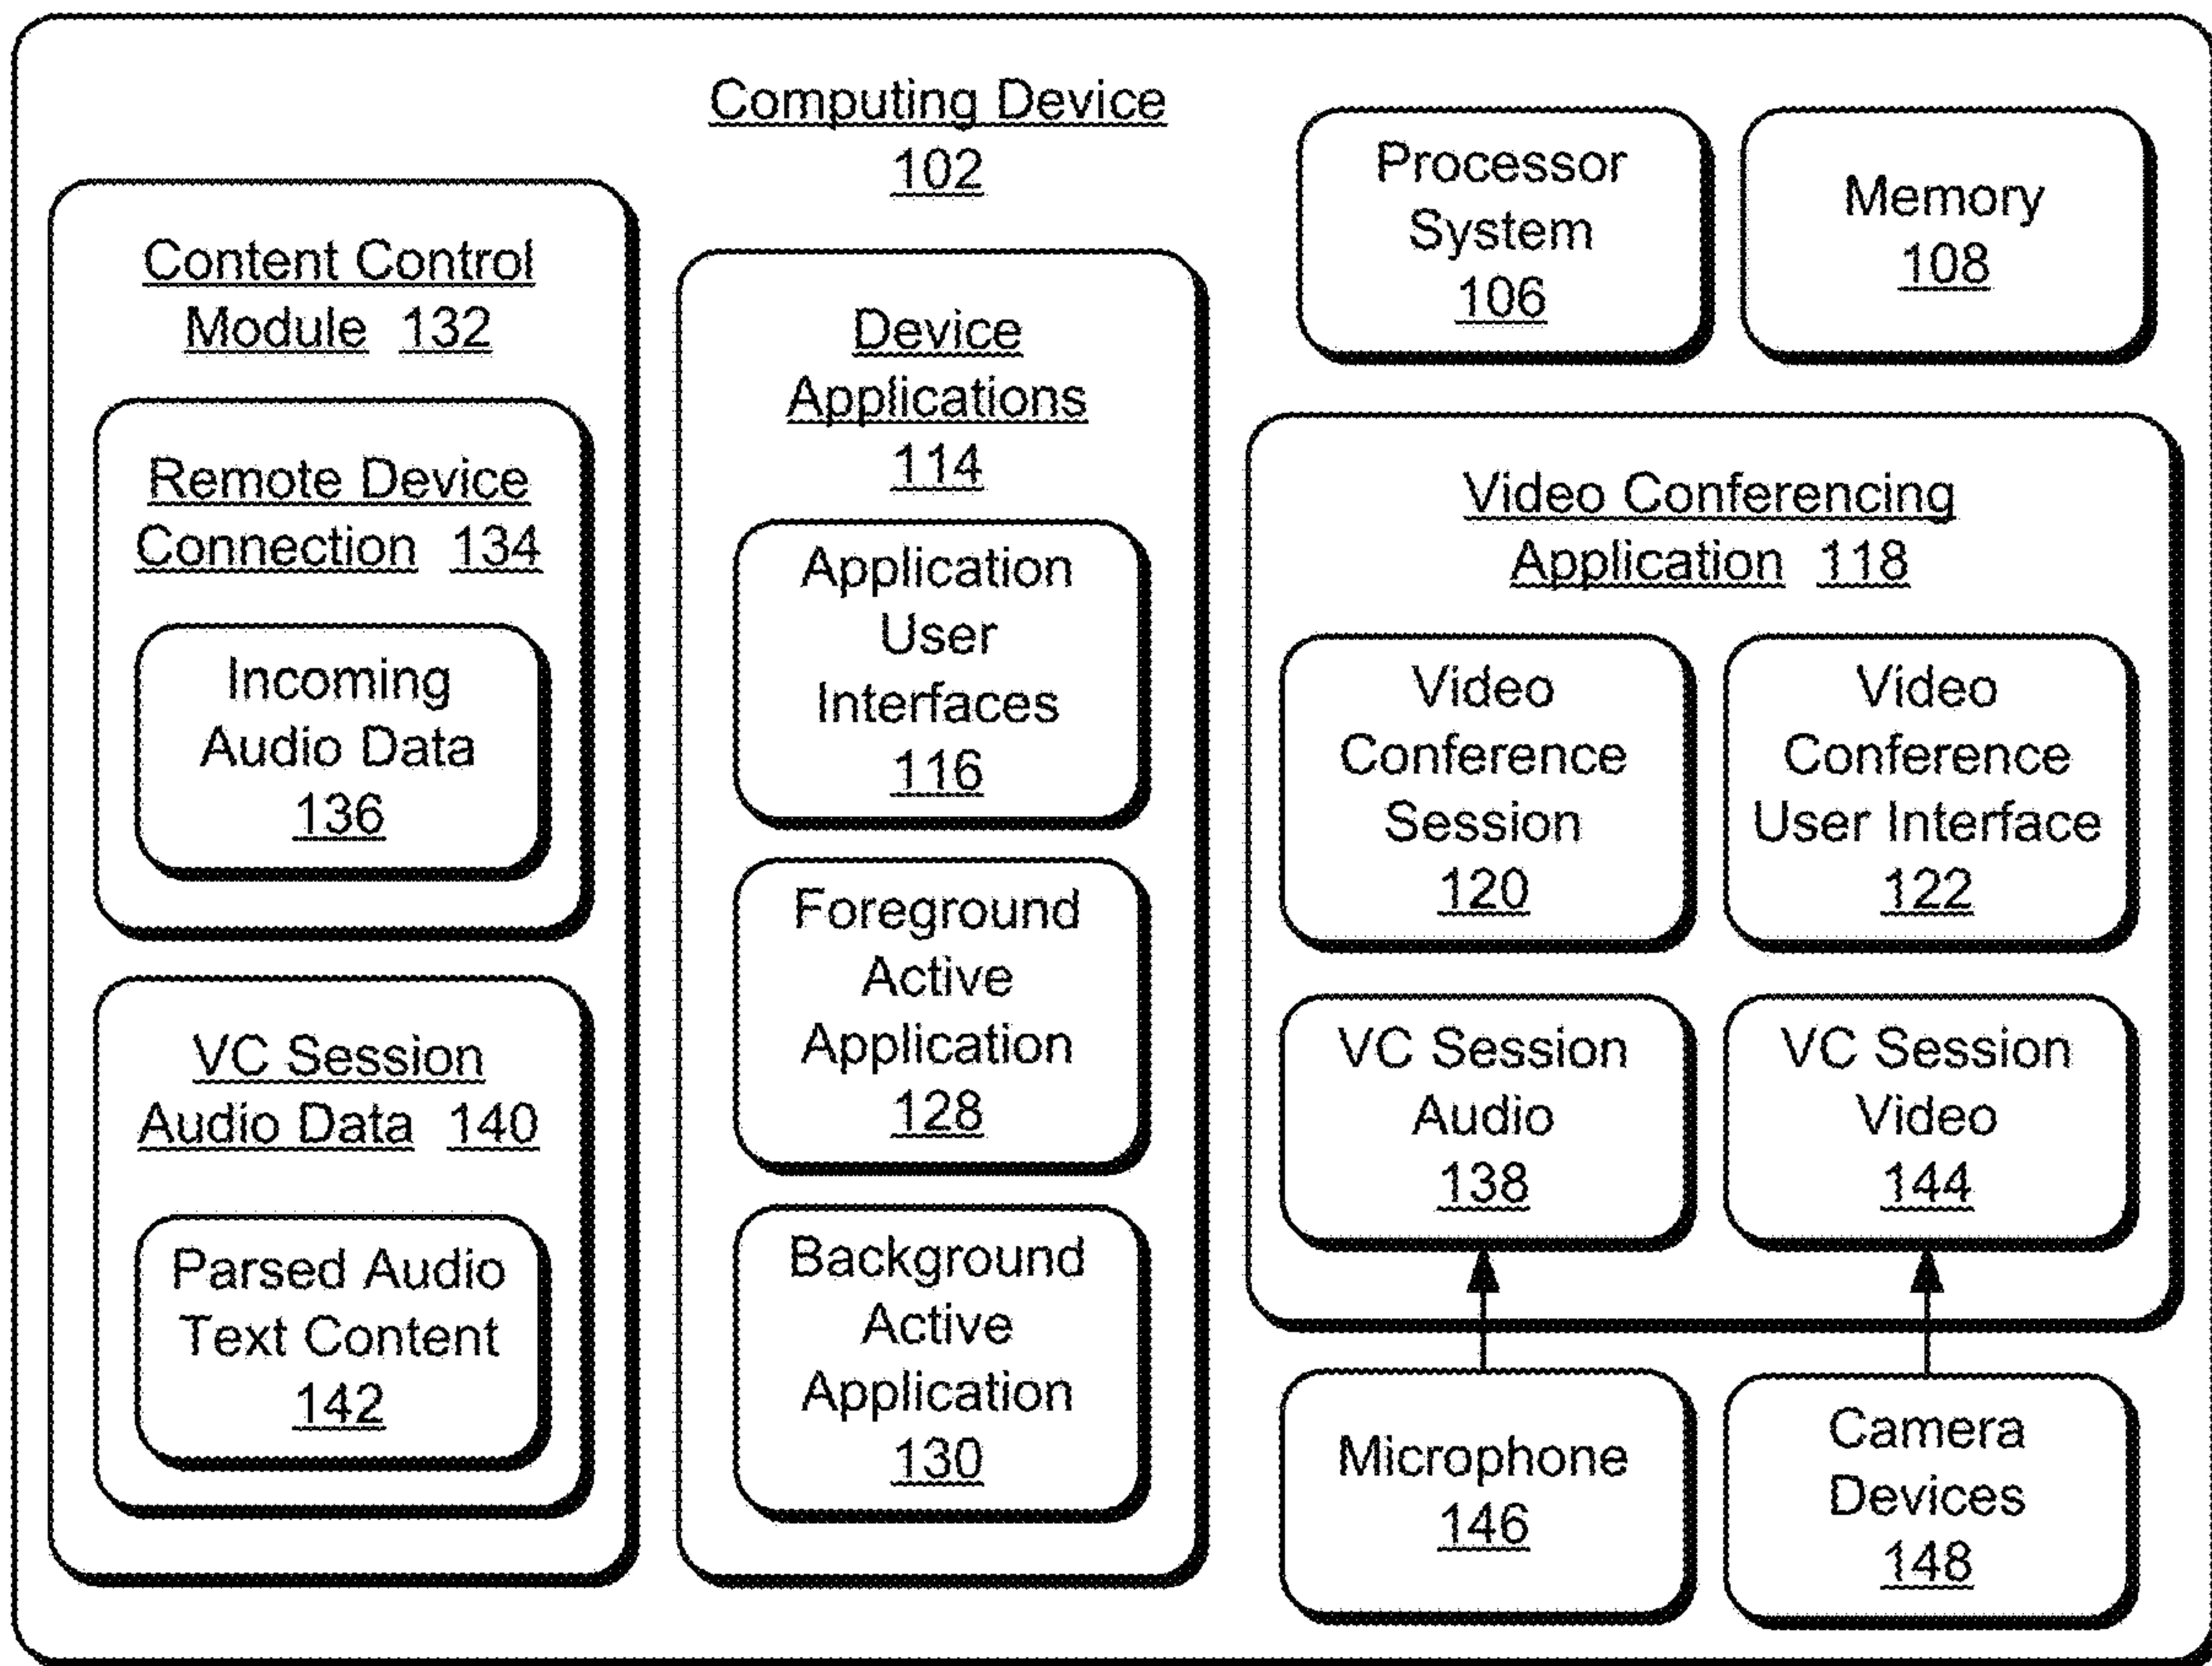 Computing Device
102
Content Control
Module 132
Remote Device
Connection 134
Incoming
Audio Data
136
VC Session
Audio Data 140
Parsed Audio
Text Content
142
Device
Applications
114
Application
User
Interfaces
116
Foreground
Active
Application
128
Background
Active
Application
130
Processor
System
106
Memory
108
Video Conferencing
Application 118
Video
Conference
Session
120
Video
Conference
User Interface
122
VC Session
Audio
138
VC Session
Video
144
Microphone
146
Camera
Devices
148